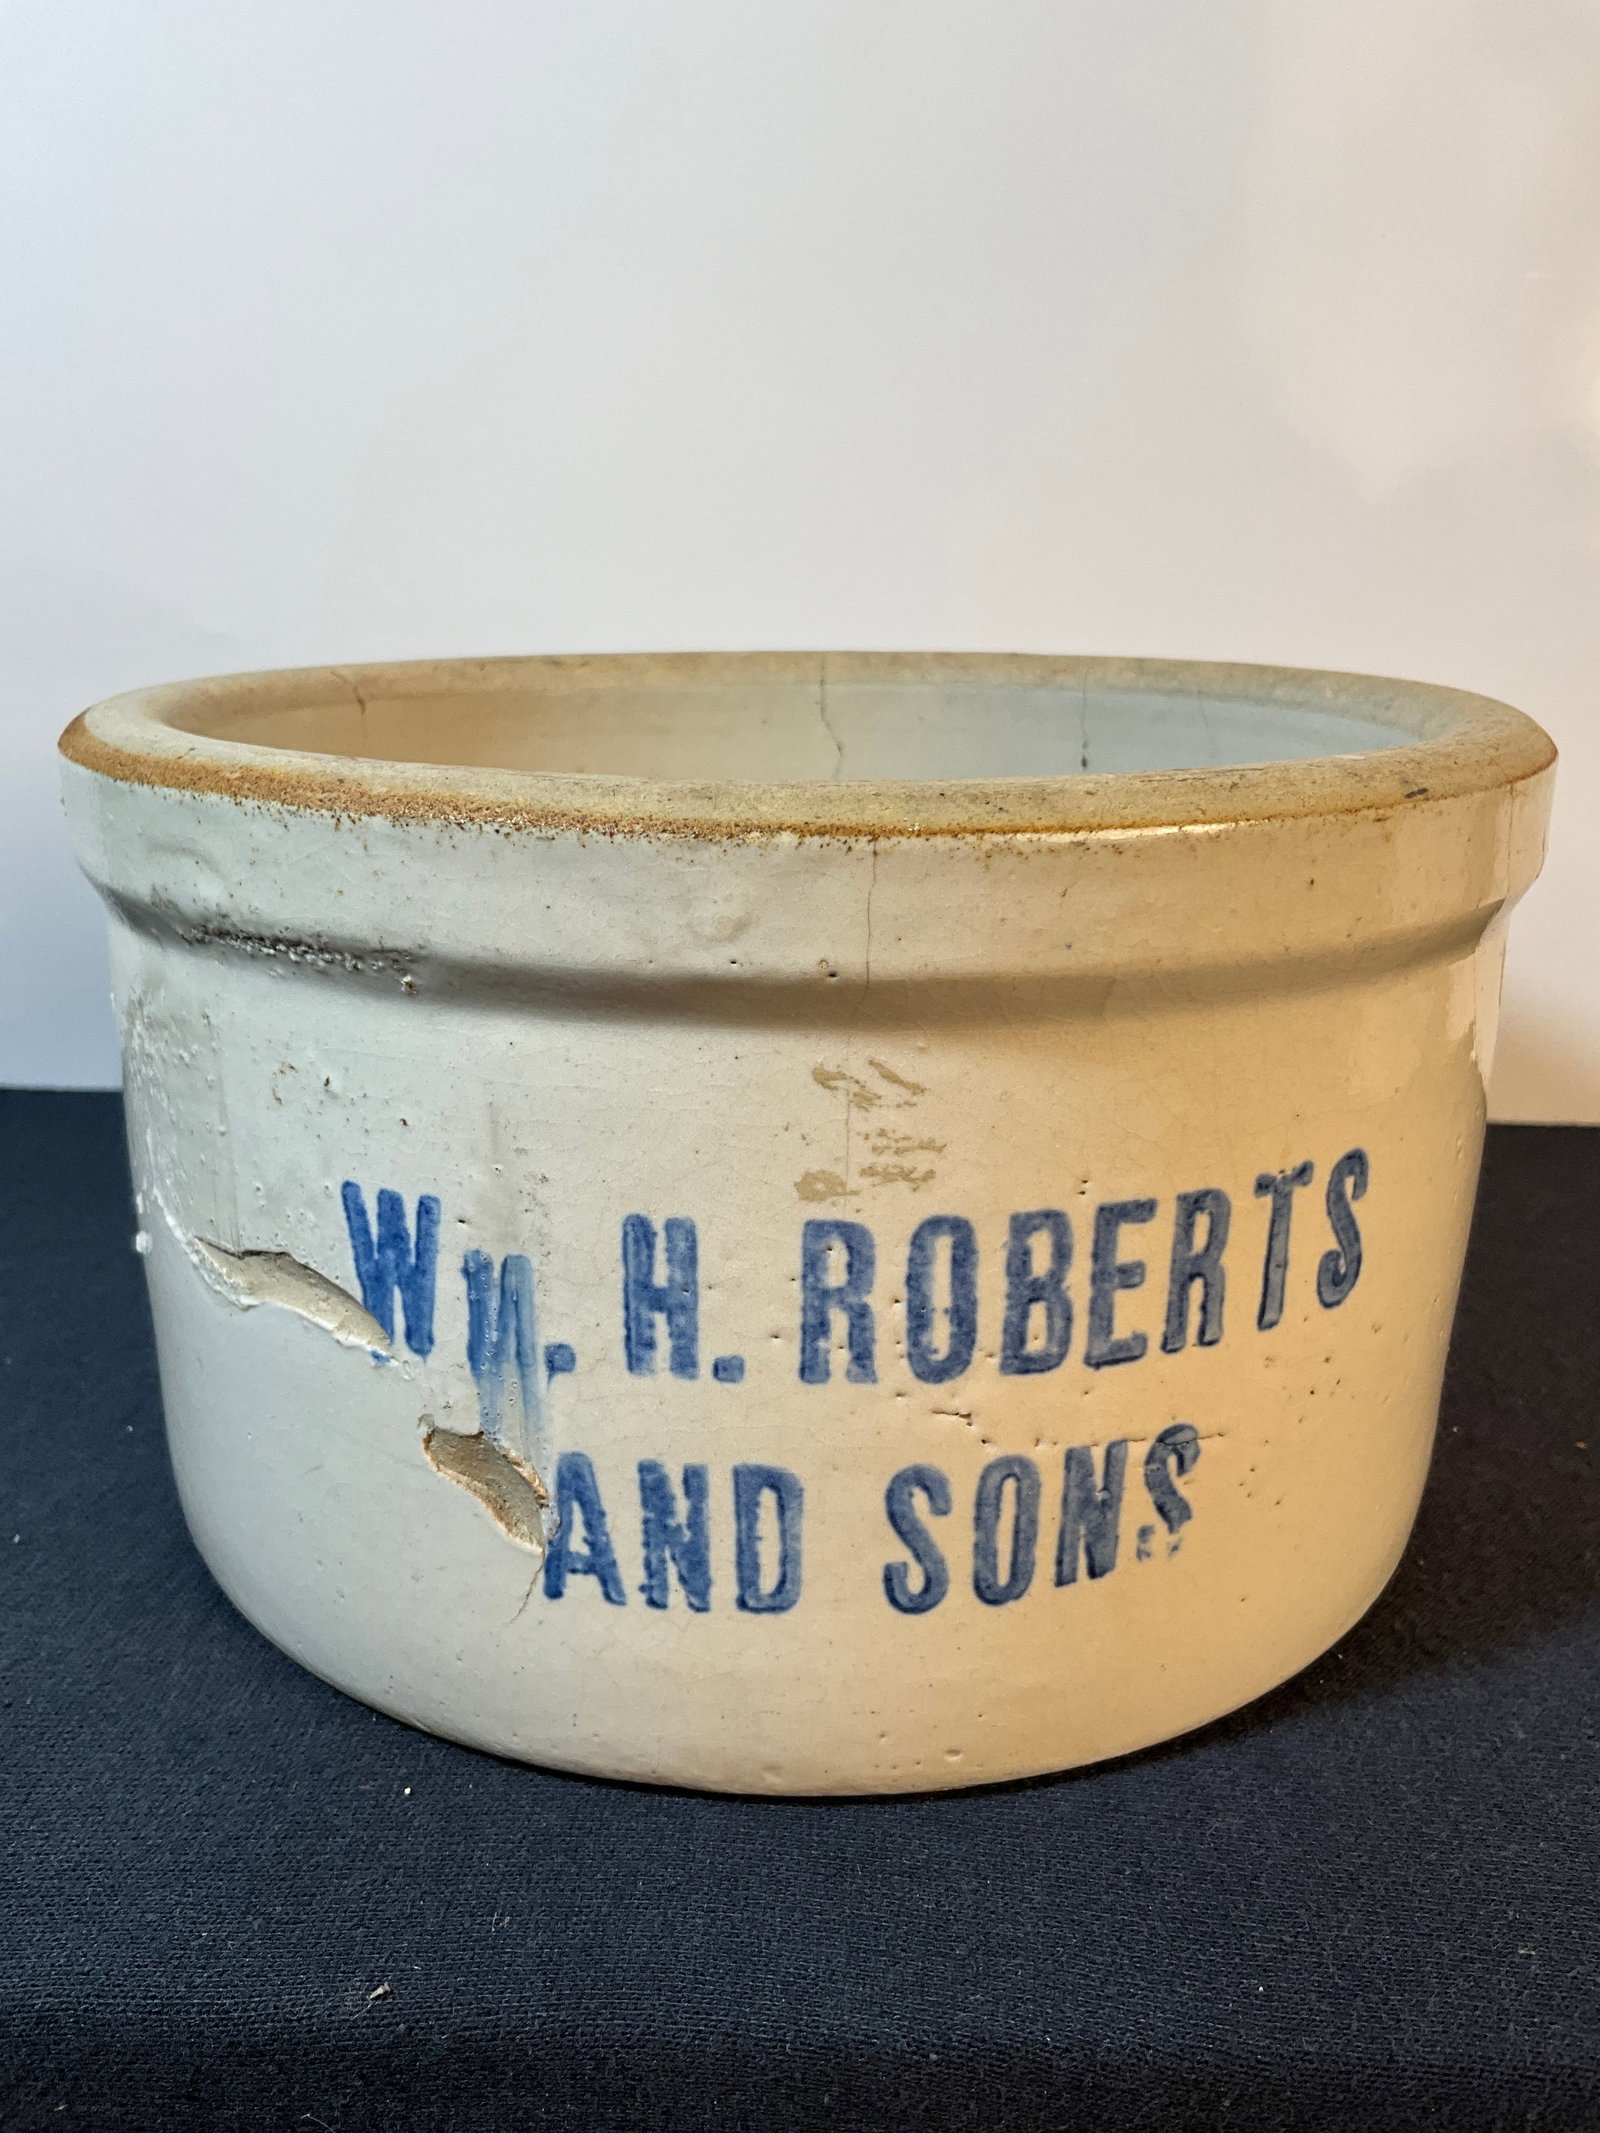 Wm. H. ROBERTS
AND SONS